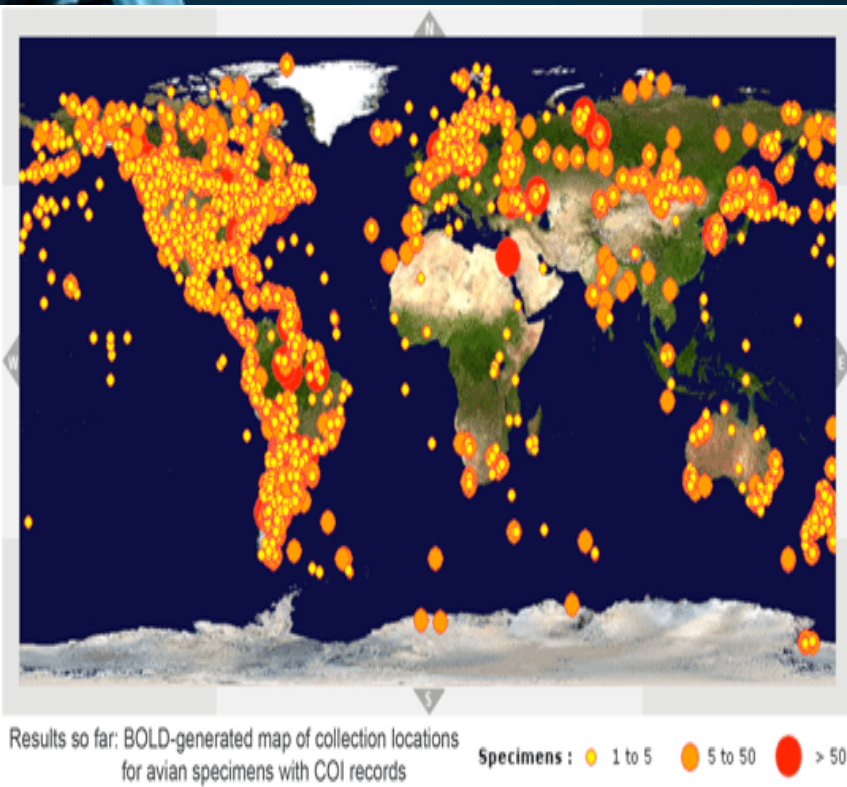 N
W
E
S
Results so far: BOLD-generated map of collection locations
for avian specimens with COI records
Specimens : 1 to 5 5 to 50 > 50